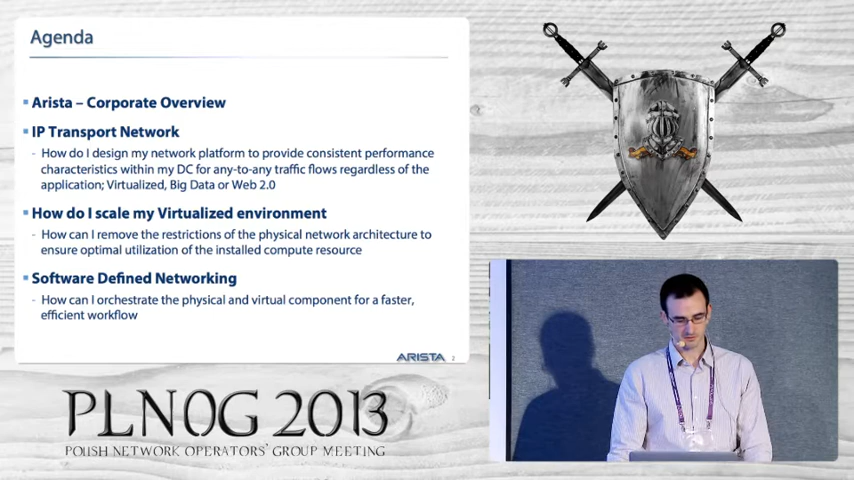 Agenda
Arista – Corporate Overview
IP Transport Network
- How do I design my network platform to provide consistent performance
characteristics within my DC for any-to-any traffic flows regardless of the
application; Virtualized, Big Data or Web 2.0
How do I scale my Virtualized environment
- How can I remove the restrictions of the physical network architecture to
ensure optimal utilization of the installed compute resource
Software Defined Networking
- How can I orchestrate the physical and virtual component for a faster,
efficient workflow
ARISTA 2
PLNOG 2013
POLISH NETWORK OPERATORS' GROUP MEETING